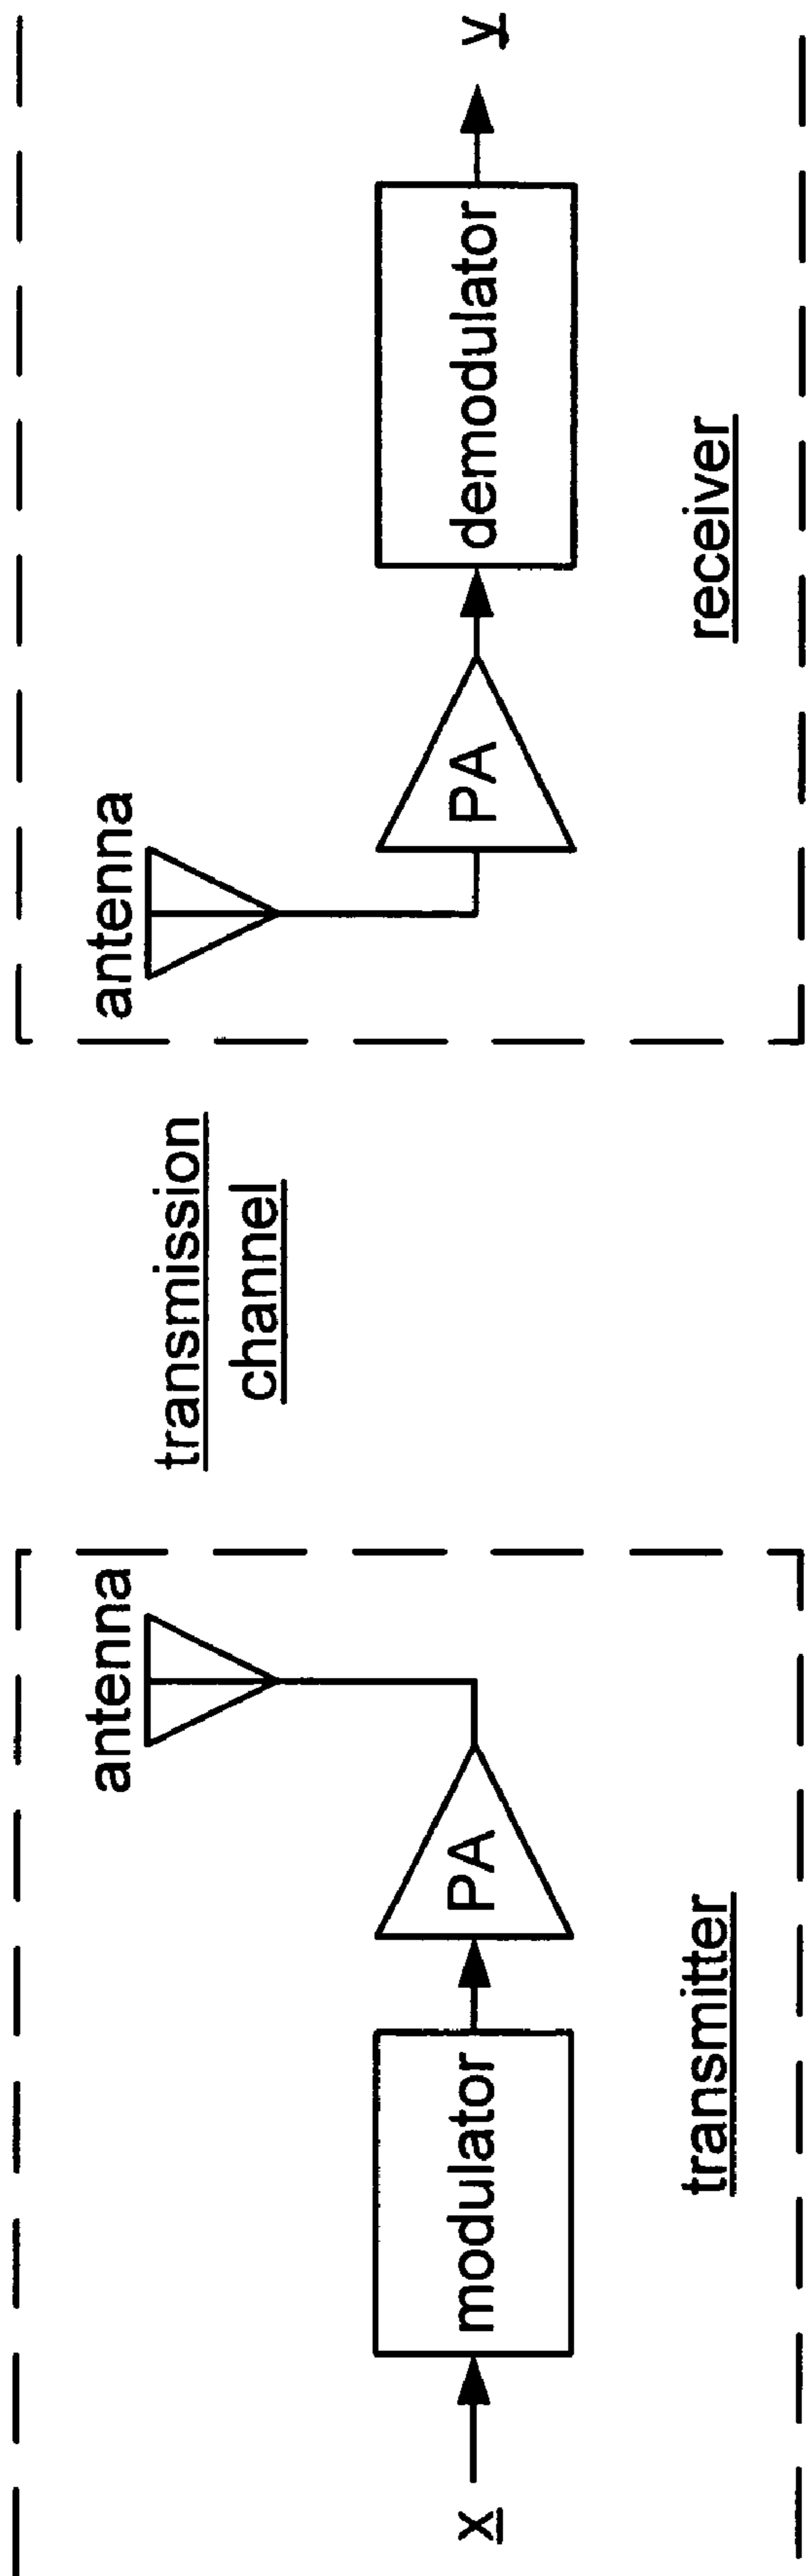 antenna
transmission
channel
antenna
x
modulator
PA
PA
demodulator
y
transmitter
receiver